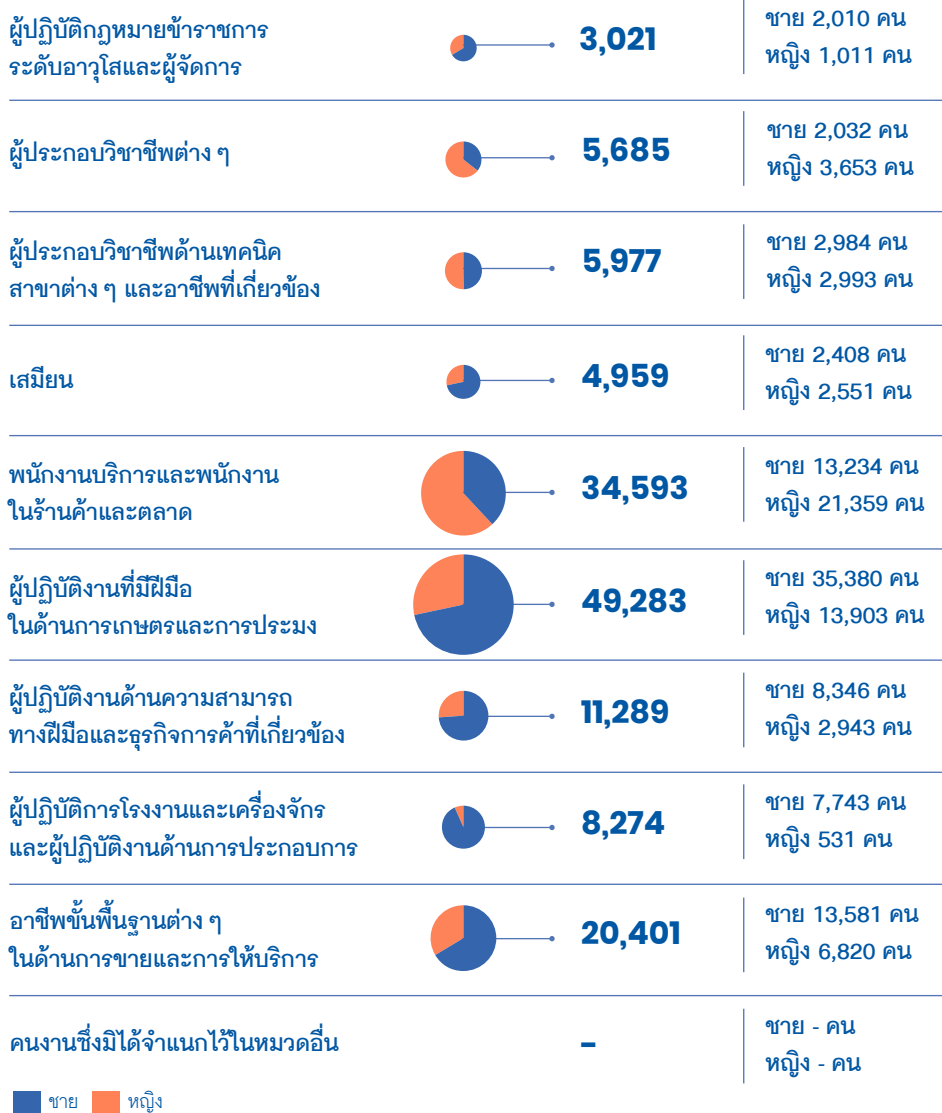 ผู้ปฏิบัติกฎหมายข้าราชการ
ระดับอาวุโสและผู้จัดการ
3,021
ชาย 2,010 คน
หญิง 1,011 คน
ผู้ประกอบวิชาชีพต่าง ๆ
5,685
ชาย 2,032 คน
หญิง 3,653 คน
ผู้ประกอบวิชาชีพด้านเทคนิค
สาขาต่าง ๆ และอาชีพที่เกี่ยวข้อง
5,977
ชาย 2,984 คน
หญิง 2,993 คน
เสมียน
4,959
ชาย 2,408 คน
หญิง 2,551 คน
พนักงานบริการและพนักงาน
ในร้านค้าและตลาด
34,593
ชาย 13,234 คน
หญิง 21,359 คน
ผู้ปฏิบัติงานที่มีฝีมือ
ในด้านการเกษตรและการประมง
49,283
ชาย 35,380 คน
หญิง 13,903 คน
ผู้ปฏิบัติงานด้านความสามารถ
ทางฝีมือและธุรกิจการค้าที่เกี่ยวข้อง
11,289
ชาย 8,346 คน
หญิง 2,943 คน
ผู้ปฏิบัติการโรงงานและเครื่องจักร
และผู้ปฏิบัติงานด้านการประกอบการ
8,274
ชาย 7,743 คน
หญิง 531 คน
อาชีพขั้นพื้นฐานต่าง ๆ
ในด้านการขายและการให้บริการ
20,401
ชาย 13,581 คน
หญิง 6,820 คน
คนงานซึ่งมิได้จำแนกไว้ในหมวดอื่น
–
ชาย - คน
หญิง - คน
ชาย หญิง